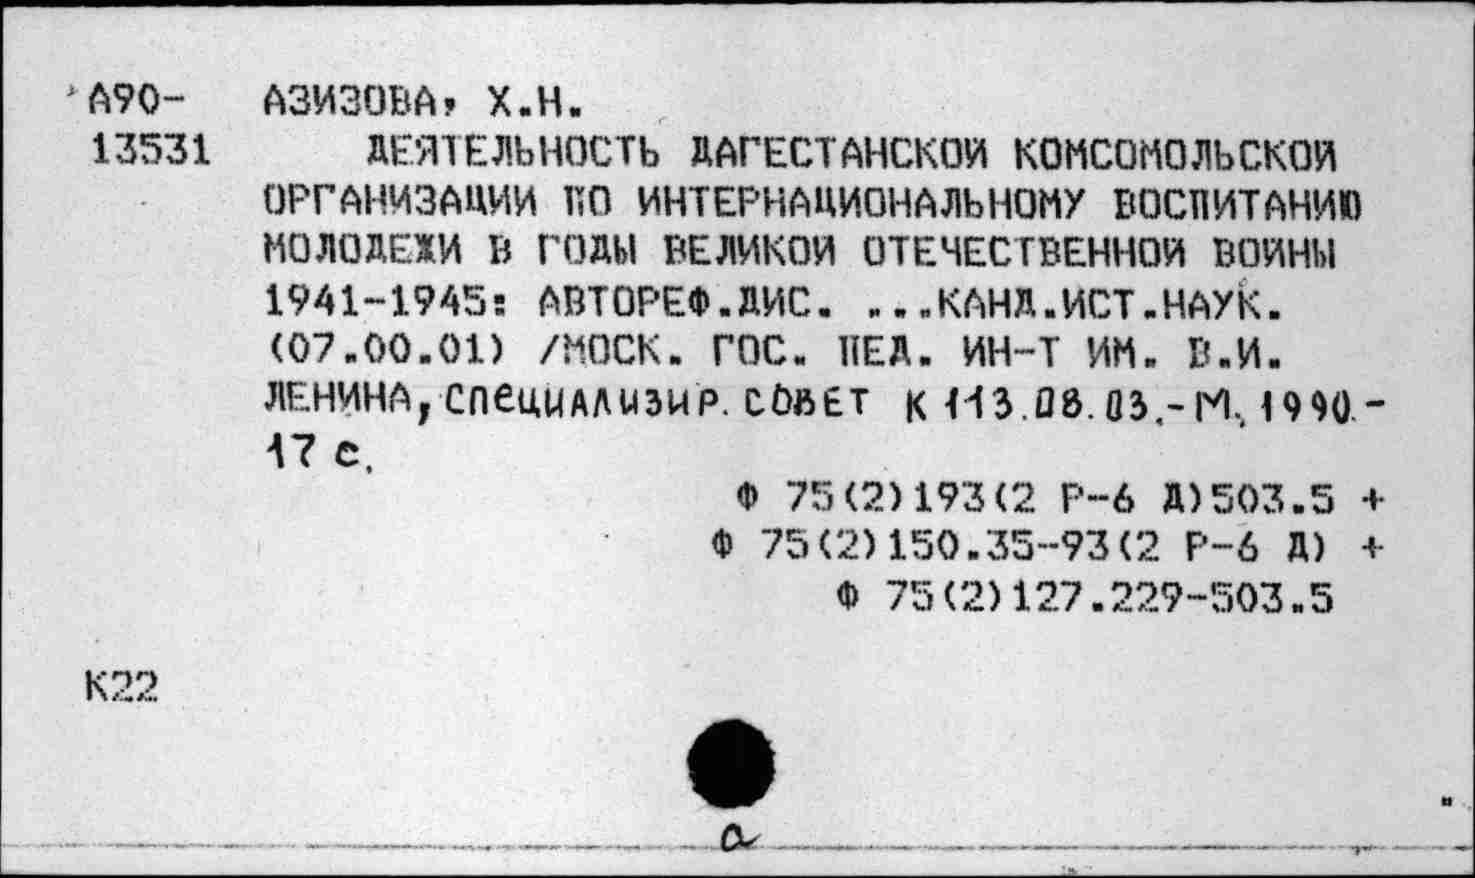 А90- АЗИЗОВА, Х.Н.
13531 ДЕЯТЕЛЬНОСТЬ ДАГЕСТАНСКОЙ КОМСОМОЛЬСКОЙ
ОРГАНИЗАЦИИ ПО ИНТЕРНАЦИОНАЛЬНОМУ ВОСПИТАНИЮ
МОЛОДЕЖИ В ГОДЫ ВЕЛИКОЙ ОТЕЧЕСТВЕННОЙ ВОЙНЫ
1941-1945: АВТОРЕФ.ДИС. ...КАНД.ИСТ.НАУК.
(07.00.01) /МОСК. ГОС. ПЕД. ИН-Т ИМ. В.И.
ЛЕНИНА, специализир. совет К 113.08.03.-М., 1990.-
17 с.
Ф 75(2)193(2 Р-6 Д)503.5 +
Ф 75(2)150.35-93(2 Р-6 Д) +
Ф 75(2)127.229-503.5
К22
а